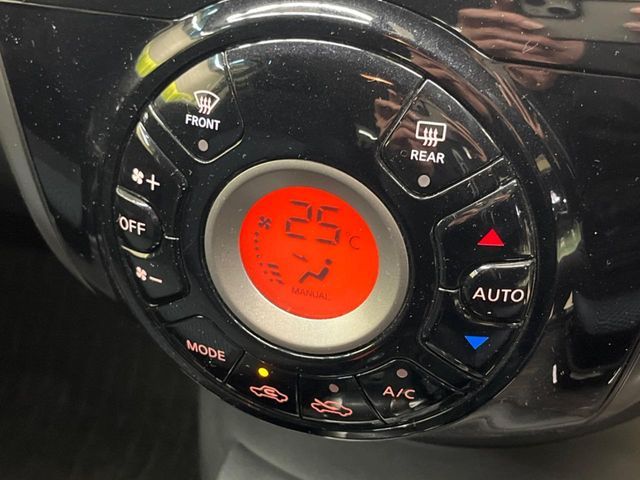 FRONT
REAR
+
OFF
25°C
-
MANUAL
AUTO
MODE
A/C